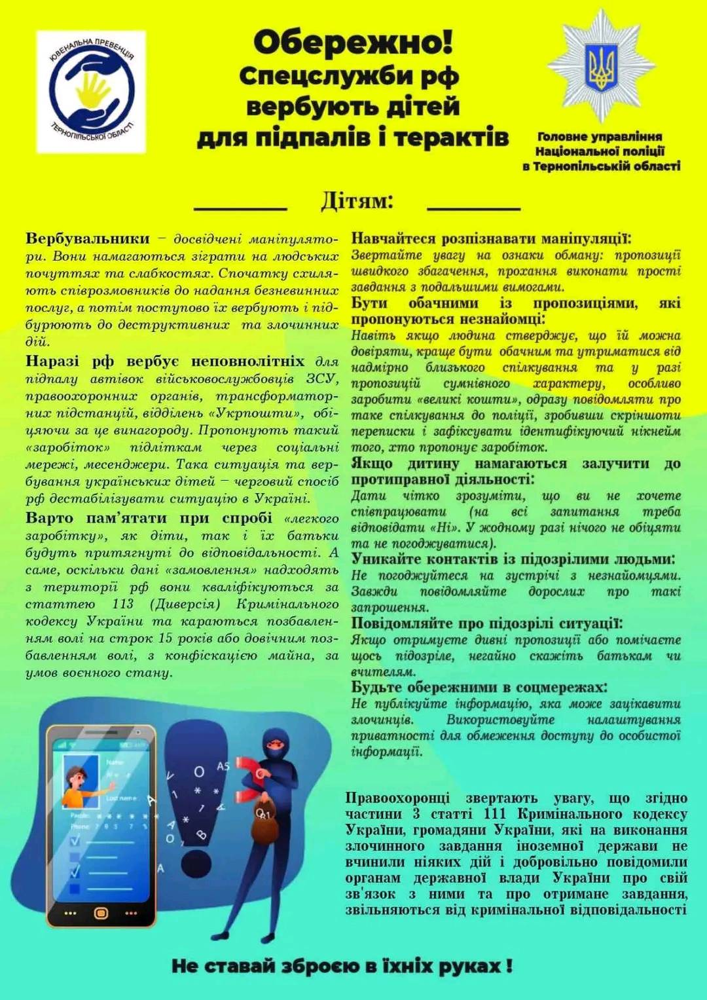 ЮВЕНАЛЬНА ПРЕВЕНЦІЯ
ТЕРНОПІЛЬСЬКОЇ ОБЛАСТІ
Обережно!
Спецслужби рф
вербують дітей
для підпалів і терактів
Головне управління
Національної поліції
в Тернопільській області
Дітям:
Вербувальники – досвідчені маніпулято-
ри. Вони намагаються зіграти на людських
почуттях та слабкостях. Спочатку схиля-
ють співрозмовників до надання безневинних
послуг, а потім поступово їх вербують і під-
бурюють до деструктивних та злочинних
дій.
Наразі рф вербує неповнолітніх для
підпалу автівок військовослужбовців ЗСУ,
правоохоронних органів, трансформатор-
них підстанцій, відділень «Укрпошти», обі-
цяючи за це винагороду. Пропонують такий
«заробіток» підліткам через соціальні
мережі, месенджери. Така ситуація та вер-
бування українських дітей – черговий спосіб
рф дестабілізувати ситуацію в Україні.
Варто пам’ятати при спробі «легкого
заробітку», як діти, так і їх батьки
будуть притягнуті до відповідальності. А
саме, оскільки дані «замовлення» надходять
з території рф вони кваліфікуються за
статтею 113 (Диверсія) Кримінального
кодексу України та караються позбавлен-
ням волі на строк 15 років або довічним поз-
бавленням волі, з конфіскацією майна, за
умов воєнного стану.
Навчайтеся розпізнавати маніпуляції:
Звертайте увагу на ознаки обману: пропозиції
швидкого збагачення, прохання виконати прості
завдання з подальшими вимогами.
Бути обачними із пропозиціями, які
пропонуються незнайомці:
Навіть якщо людина стверджує, що їй можна
довіряти, краще бути обачним та утриматися від
надмірно близького спілкування та у разі
пропозицій сумнівного характеру, особливо
заробити «великі кошти», одразу повідомляти про
таке спілкування до поліції, зробивши скріншоти
переписки і зафіксувати ідентифікуючий нікнейм
того, хто пропонує заробіток.
Якщо дитину намагаються залучити до
протиправної діяльності:
Дати чітко зрозуміти, що ви не хочете
співпрацювати (на всі запитання треба
відповідати «Ні». У жодному разі нічого не обіцяти
та не погоджуватися).
Уникайте контактів із підозрілими людьми:
Не погоджуйтеся на зустрічі з незнайомцями.
Завжди повідомляйте дорослих про такі
запрошення.
Повідомляйте про підозрілі ситуації:
Якщо отримуєте дивні пропозиції або помічаєте
щось підозріле, негайно скажіть батькам чи
вчителям.
Будьте обережними в соцмережах:
Не публікуйте інформацію, яка може зацікавити
злочинців. Використовуйте налаштування
приватності для обмеження доступу до особистої
інформації.
Name
Last name
Phone
Правоохоронці звертають увагу, що згідно
частини 3 статті 111 Кримінального кодексу
України, громадяни України, які на виконання
злочинного завдання іноземної держави не
вчинили ніяких дій і добровільно повідомили
органам державної влади України про свій
зв'язок з ними та про отримане завдання,
звільняються від кримінальної відповідальності
Не ставай зброєю в їхніх руках !